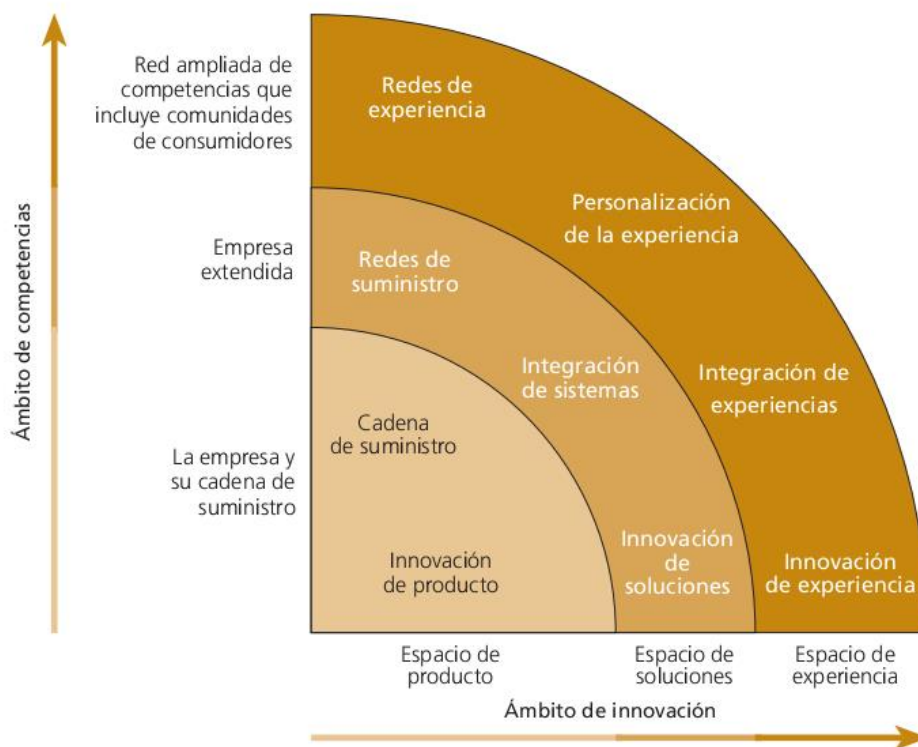 Red ampliada de
competencias que
incluye comunidades
de consumidores
Redes de
experiencia
Personalización
de la experiencia
Empresa
extendida
Redes de
suministro
Integración
de sistemas
Integración de
experiencias
Ámbito de competencias
Cadena
de suministro
La empresa y
su cadena de
suministro
Innovación
de producto
Innovación
de
soluciones
Innovación
de experiencia
Espacio de
producto
Espacio de
soluciones
Espacio de
experiencia
Ámbito de innovación